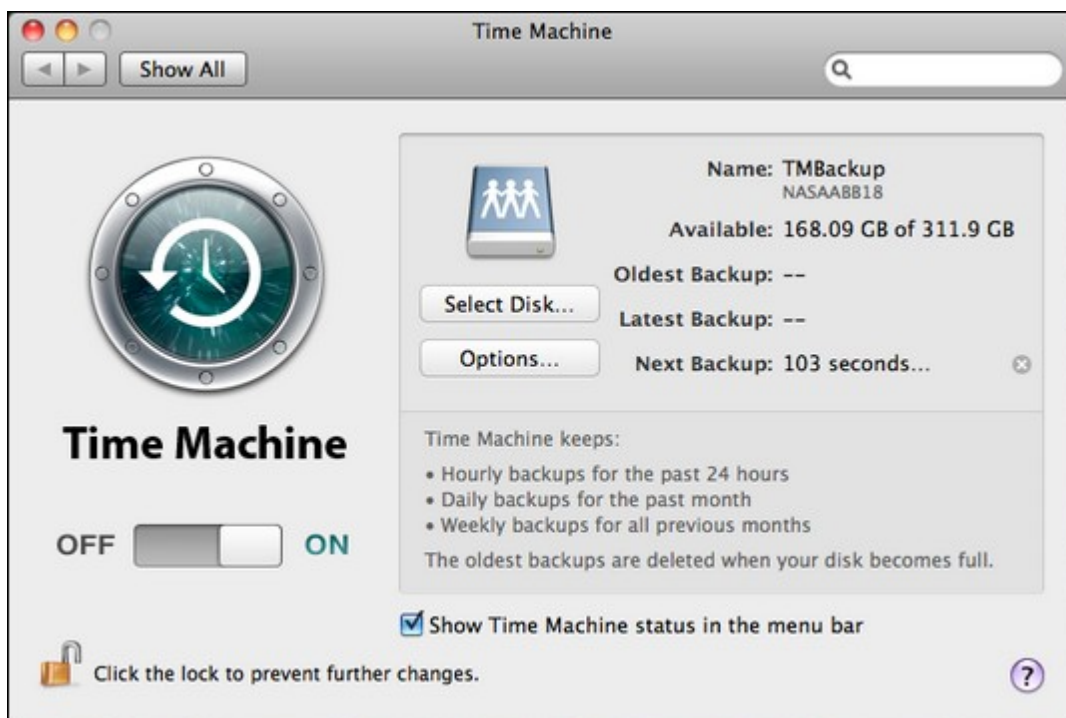 Time Machine
Show All
Name: TMBackup
NASAABB18
Available: 168.09 GB of 311.9 GB
Oldest Backup: --
Select Disk...
Latest Backup: --
Options...
Next Backup: 103 seconds...
Time Machine
Time Machine keeps:
• Hourly backups for the past 24 hours
• Daily backups for the past month
• Weekly backups for all previous months
The oldest backups are deleted when your disk becomes full.
OFF ON
Show Time Machine status in the menu bar
Click the lock to prevent further changes.
?